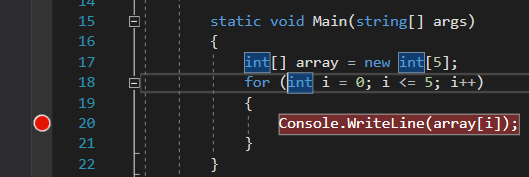 14
15 static void Main(string[] args)
16 {
17 int[] array = new int[5];
18 for (int i = 0; i <= 5; i++)
19 {
20 Console.WriteLine(array[i]);
21 }
22 }